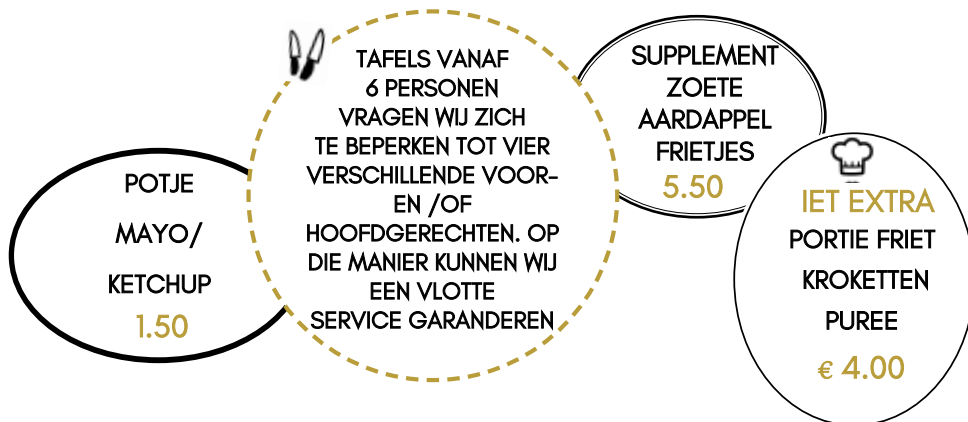 POTJE
MAYO/
KETCHUP
1.50
TAFELS VANAF
6 PERSONEN
VRAGEN WIJ ZICH
TE BEPERKEN TOT VIER
VERSCHILLENDE VOOR-
EN /OF
HOOFDGERECHTEN. OP
DIE MANIER KUNNEN WIJ
EEN VLOTTE
SERVICE GARANDEREN
SUPPLEMENT
ZOETE
AARDAPPEL
FRIETJES
5.50
IET EXTRA
PORTIE FRIET
KROKETTEN
PUREE
€ 4.00